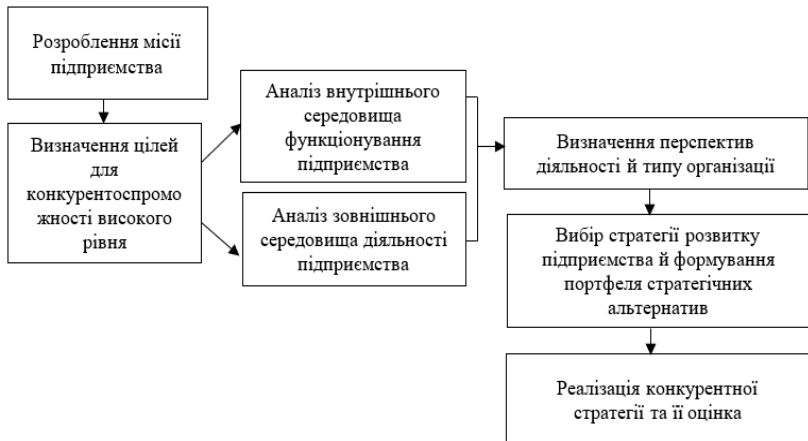 Розроблення місії
підприємства
Визначення цілей
для
конкурентоспромо
жності високого
рівня
Аналіз внутрішнього
середовища
функціонування
підприємства
Аналіз зовнішнього
середовища діяльності
підприємства
Визначення перспектив
діяльності й типу організації
Вибір стратегії розвитку
підприємства й формування
портфеля стратегічних
альтернатив
Реалізація конкурентної
стратегії та її оцінка